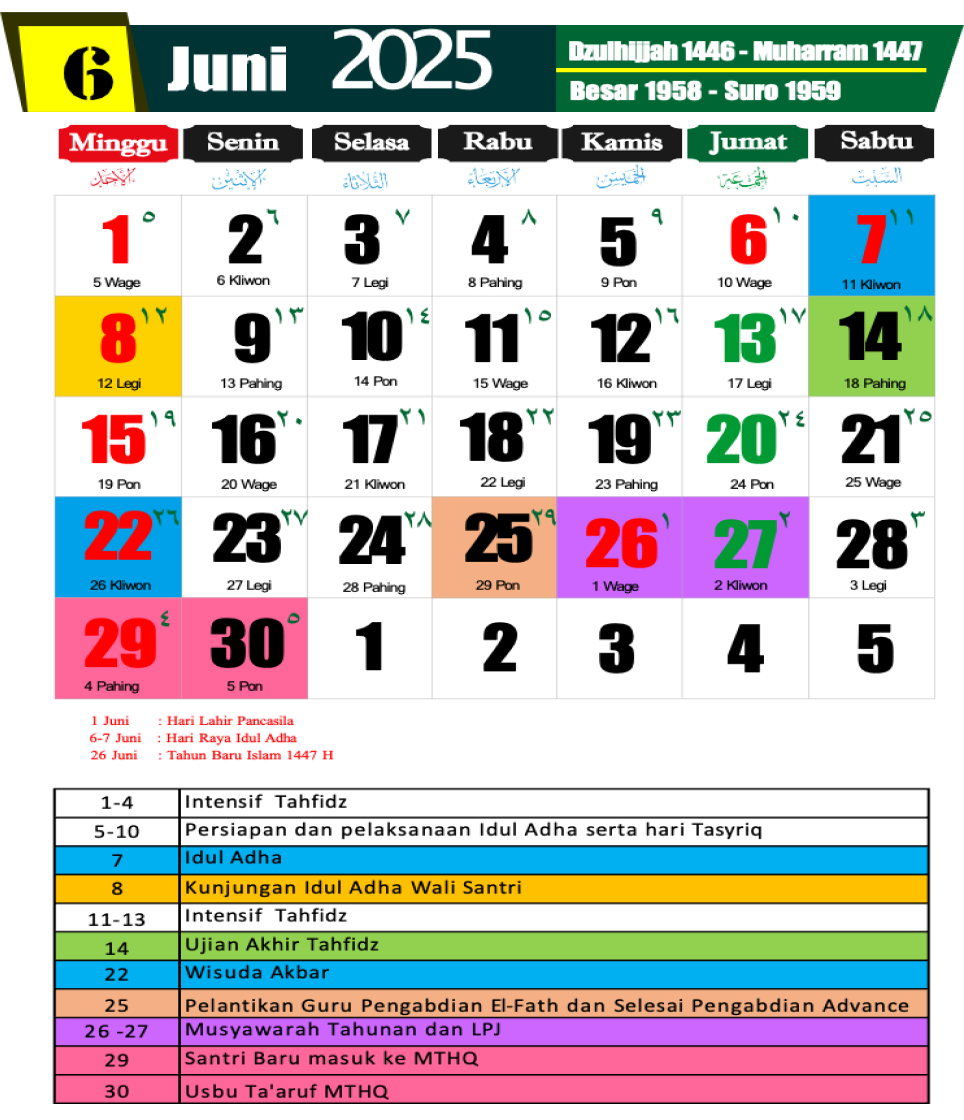 6 Juni 2025
Dzulhijjah 1446 - Muharram 1447
Besar 1958 - Suro 1959
Minggu Senin Selasa Rabu Kamis Jumat Sabtu
الأحد الإثنين الثلاثاء الأربعاء الخميس الجمعة السبت
1 ٥ 2 ٦ 3 ٧ 4 ٨ 5 ٩ 6 ١٠ 7 ١١
5 Wage 6 Kliwon 7 Legi 8 Pahing 9 Pon 10 Wage 11 Kliwon
8 ١٢ 9 ١٣ 10 ١٤ 11 ١٥ 12 ١٦ 13 ١٧ 14 ١٨
12 Legi 13 Pahing 14 Pon 15 Wage 16 Kliwon 17 Legi 18 Pahing
15 ١٩ 16 ٢٠ 17 ٢١ 18 ٢٢ 19 ٢٣ 20 ٢٤ 21 ٢٥
19 Pon 20 Wage 21 Kliwon 22 Legi 23 Pahing 24 Pon 25 Wage
22 ٢٦ 23 ٢٧ 24 ٢٨ 25 ٢٩ 26 ١ 27 ٢ 28 ٣
26 Kliwon 27 Legi 28 Pahing 29 Pon 1 Wage 2 Kliwon 3 Legi
29 ٤ 30 ٥ 1 2 3 4 5
4 Pahing 5 Pon
1 Juni : Hari Lahir Pancasila
6-7 Juni : Hari Raya Idul Adha
26 Juni : Tahun Baru Islam 1447 H
1-4 Intensif Tahfidz
5-10 Persiapan dan pelaksanaan Idul Adha serta hari Tasyriq
7 Idul Adha
8 Kunjungan Idul Adha Wali Santri
11-13 Intensif Tahfidz
14 Ujian Akhir Tahfidz
22 Wisuda Akbar
25 Pelantikan Guru Pengabdian El-Fath dan Selesai Pengabdian Advance
26 -27 Musyawarah Tahunan dan LPJ
29 Santri Baru masuk ke MTHQ
30 Usbu Ta'aruf MTHQ